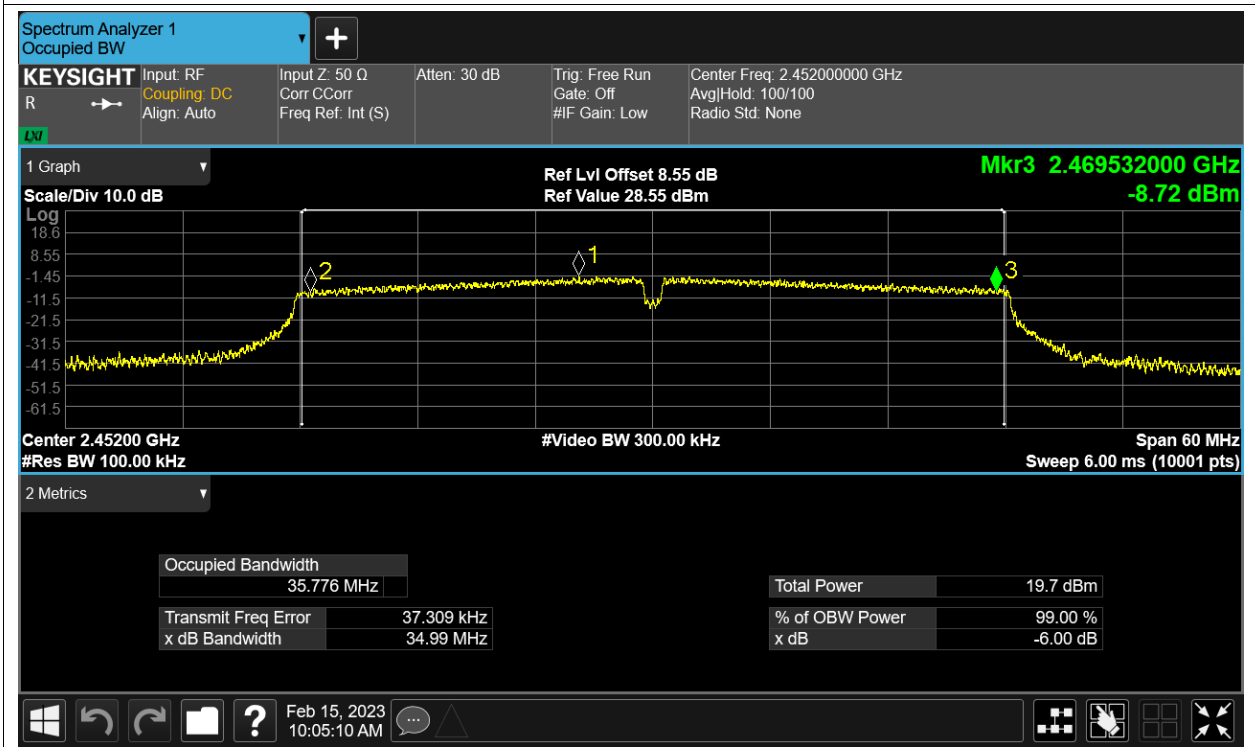 Spectrum Analyzer 1
Occupied BW
KEYSIGHT
R
LXI
Input: RF
Coupling: DC
Align: Auto
Input Z: 50 Ω
Corr CCorr
Freq Ref: Int (S)
Atten: 30 dB
Trig: Free Run
Gate: Off
#IF Gain: Low
Center Freq: 2.452000000 GHz
Avg|Hold: 100/100
Radio Std: None
1 Graph
Scale/Div 10.0 dB
Ref Lvl Offset 8.55 dB
Ref Value 28.55 dBm
Mkr3 2.469532000 GHz
-8.72 dBm
Log
18.6
8.55
-1.45
-11.5
-21.5
-31.5
-41.5
-51.5
-61.5
2
1
3
Center 2.45200 GHz
#Video BW 300.00 kHz
Span 60 MHz
#Res BW 100.00 kHz
Sweep 6.00 ms (10001 pts)
2 Metrics
Occupied Bandwidth
35.776 MHz
Transmit Freq Error 37.309 kHz
x dB Bandwidth 34.99 MHz
Total Power 19.7 dBm
% of OBW Power 99.00 %
x dB -6.00 dB
?
Feb 15, 2023
10:05:10 AM